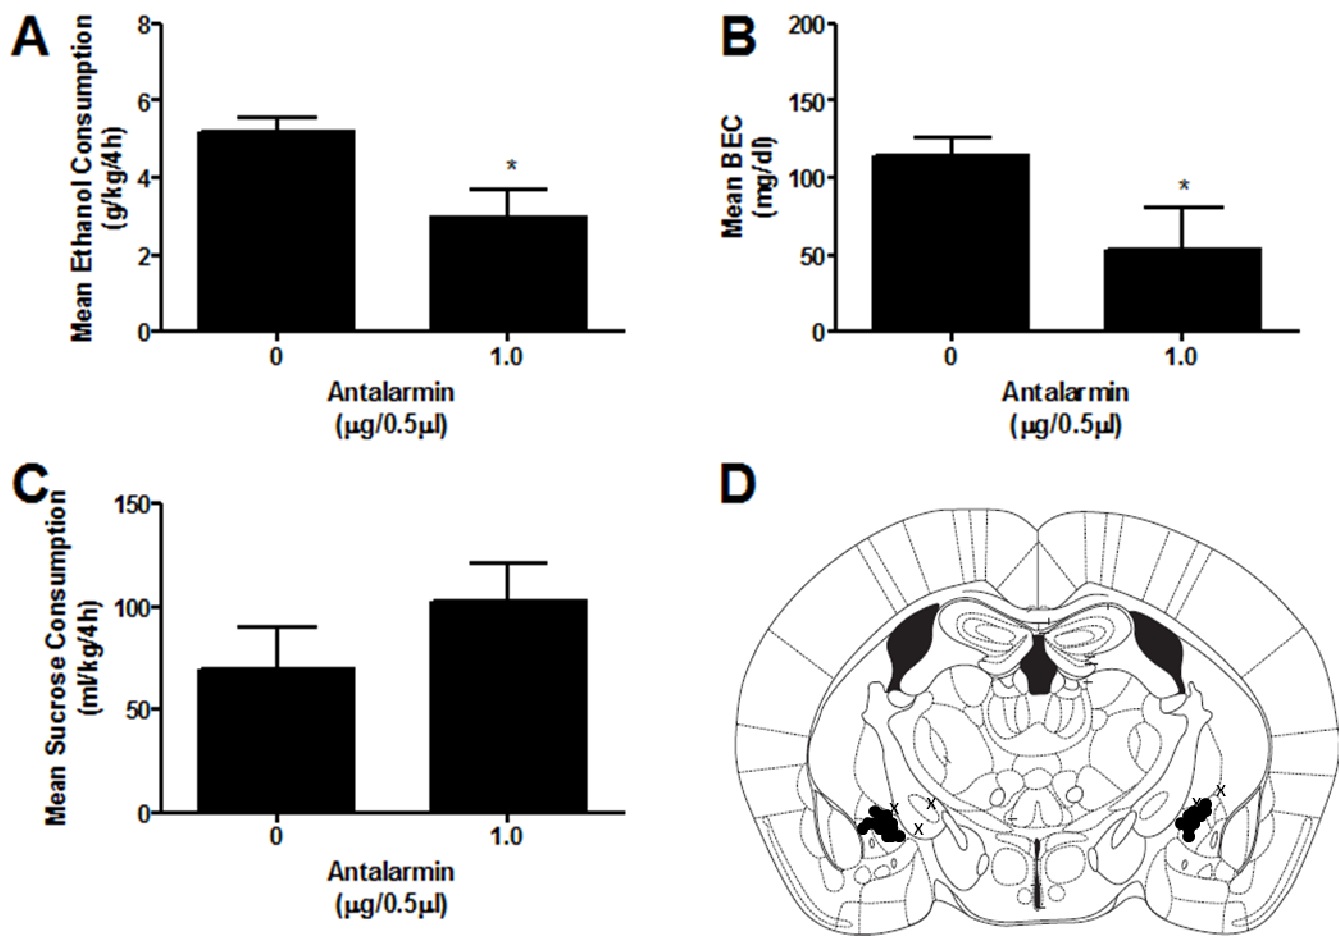 A
Mean Ethanol Consumption
(g/kg/4h)
8
6
4
2
0
*
0
1.0
Antalarmin
(µg/0.5µl)
B
Mean BEC
(mg/dl)
200
150
100
50
0
*
0
1.0
Antalarmin
(µg/0.5µl)
C
Mean Sucrose Consumption
(ml/kg/4h)
150
100
50
0
0
1.0
Antalarmin
(µg/0.5µl)
D
x
x
x
x
x